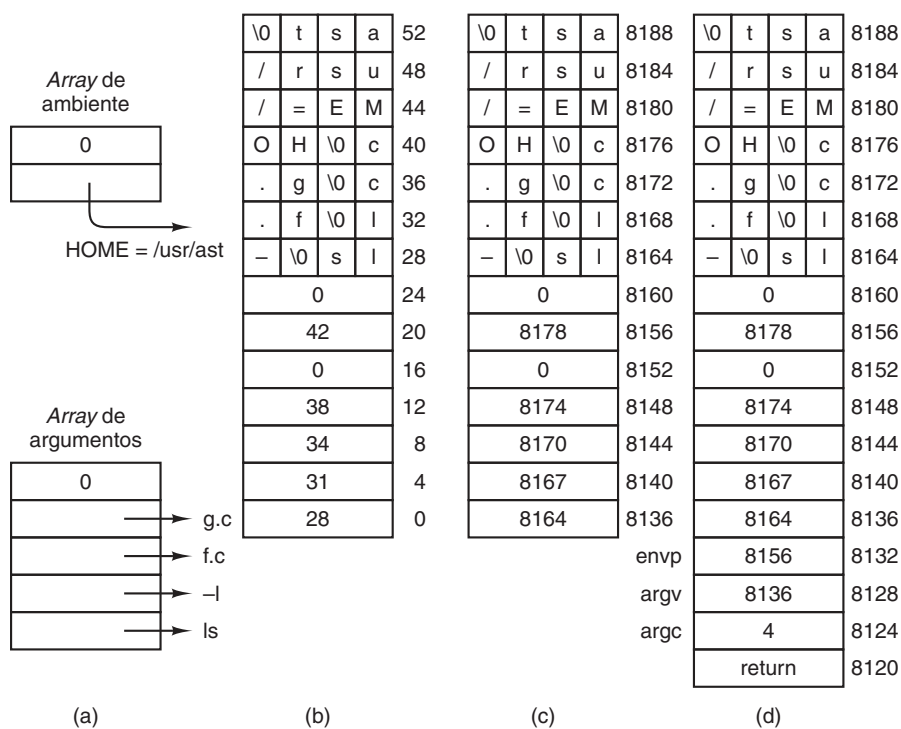 Array de
ambiente
0
HOME = /usr/ast
Array de
argumentos
0
g.c
f.c
–l
ls
(a)
\0 t s a 52
/ r s u 48
/ = E M 44
O H \0 c 40
. g \0 c 36
. f \0 l 32
– \0 s l 28
0 24
42 20
0 16
38 12
34 8
31 4
28 0
(b)
\0 t s a 8188
/ r s u 8184
/ = E M 8180
O H \0 c 8176
. g \0 c 8172
. f \0 l 8168
– \0 s l 8164
0 8160
8178 8156
0 8152
8174 8148
8170 8144
8167 8140
8164 8136
(c)
\0 t s a 8188
/ r s u 8184
/ = E M 8180
O H \0 c 8176
. g \0 c 8172
. f \0 l 8168
– \0 s l 8164
0 8160
8178 8156
0 8152
8174 8148
8170 8144
8167 8140
8164 8136
envp 8156 8132
argv 8136 8128
argc 4 8124
return 8120
(d)